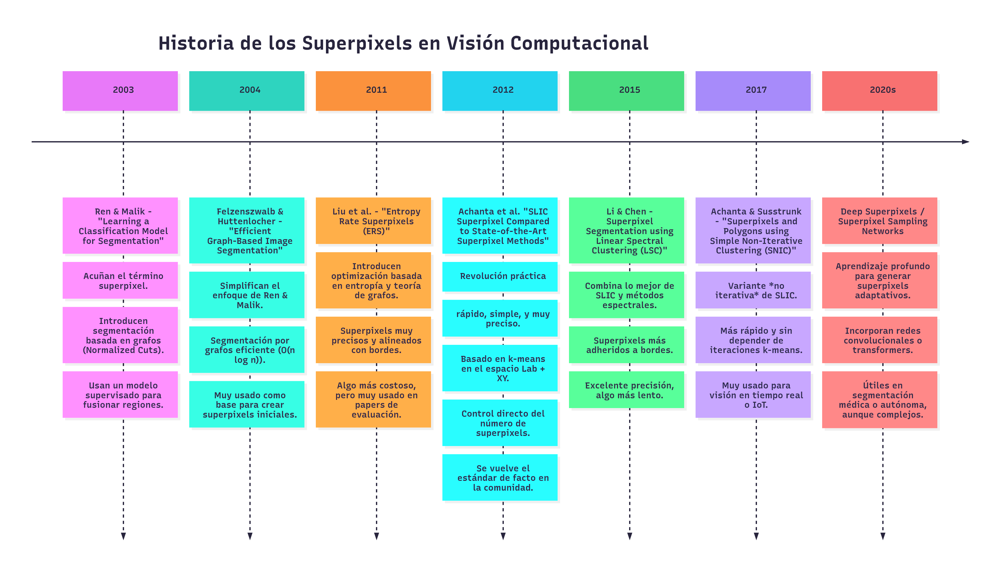 Historia de los Superpixels en Visión Computacional
2003
2004
2011
2012
2015
2017
2020s
Ren & Malik -
"Learning a
Classification Model
for Segmentation"
Acuñan el término
superpixel.
Introducen
segmentación
basada en grafos
(Normalized Cuts).
Usan un modelo
supervisado para
fusionar regiones.
Felzenszwalb &
Huttenlocher -
"Efficient
Graph-Based Image
Segmentation"
Simplifican el
enfoque de Ren &
Malik.
Segmentación por
grafos eficiente (O(n
log n)).
Muy usado como
base para crear
superpixels iniciales.
Liu et al. - "Entropy
Rate Superpixels
(ERS)"
Introducen
optimización basada
en entropía y teoría
de grafos.
Superpixels muy
precisos y alineados
con bordes.
Algo más costoso,
pero muy usado en
papers de
evaluación.
Achanta et al. "SLIC
Superpixel Compared
to State-of-the-Art
Superpixel Methods"
Revolución práctica
rápido, simple, y muy
preciso.
Basado en k-means
en el espacio Lab +
XY.
Control directo del
número de
superpixels.
Se vuelve el
estándar de facto en
la comunidad.
Li & Chen -
Superpixel
Segmentation using
Linear Spectral
Clustering (LSC)"
Combina lo mejor de
SLIC y métodos
espectrales.
Superpixels más
adheridos a bordes.
Excelente precisión,
algo más lento.
Achanta & Susstrunk
- "Superpixels and
Polygons using
Simple Non-Iterative
Clustering (SNIC)"
Variante *no
iterativa* de SLIC.
Más rápido y sin
depender de
iteraciones k-means.
Muy usado para
visión en tiempo real
o IoT.
Deep Superpixels /
Superpixel Sampling
Networks
Aprendizaje profundo
para generar
superpixels
adaptativos.
Incorporan redes
convolucionales o
transformers.
Útiles en
segmentación
médica o autónoma,
aunque complejos.